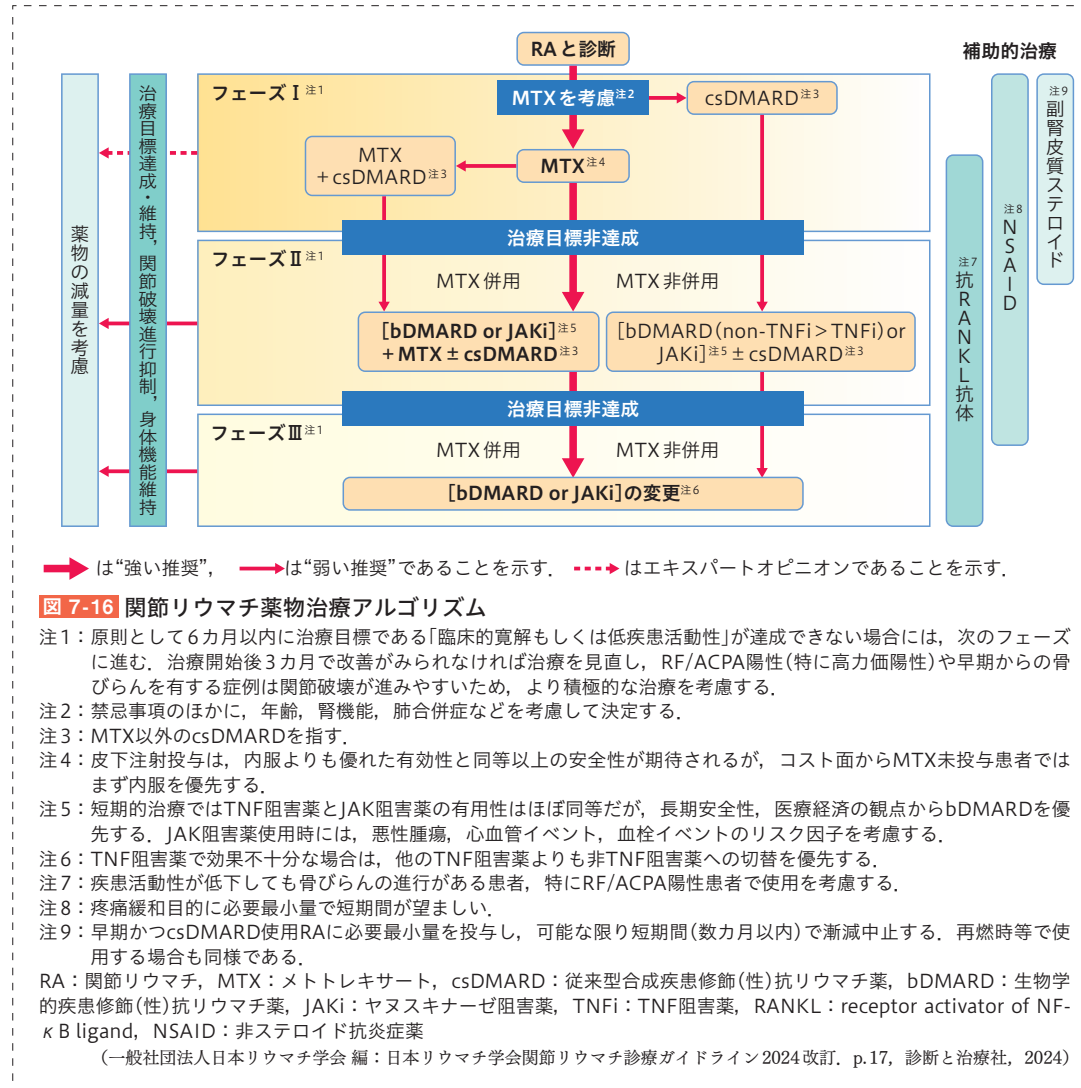 RAと診断
補助的治療
フェーズⅠ 注1
MTXを考慮注2
csDMARD注3
MTX
+csDMARD注3
MTX注4
治療目標非達成
フェーズⅡ 注1
MTX 併用
MTX 非併用
[bDMARD or JAKi]注5
+MTX ± csDMARD注3
[bDMARD(non-TNFi>TNFi)or
JAKi]注5 ± csDMARD注3
治療目標非達成
フェーズⅢ 注1
MTX 併用
MTX 非併用
[bDMARD or JAKi]の変更注6
薬物の減量を考慮
治療目標達成・維持,関節破壊進行抑制,身体機能維持
注7 抗RANKL抗体
注8 NSAID
注9 副腎皮質ステロイド
は“強い推奨”, は“弱い推奨”であることを示す. はエキスパートオピニオンであることを示す.
図 7-16 関節リウマチ薬物治療アルゴリズム
注1:原則として6カ月以内に治療目標である「臨床的寛解もしくは低疾患活動性」が達成できない場合には,次のフェーズ
に進む.治療開始後3カ月で改善がみられなければ治療を見直し,RF/ACPA陽性(特に高力価陽性)や早期からの骨
びらんを有する症例は関節破壊が進みやすいため,より積極的な治療を考慮する.
注2:禁忌事項のほかに,年齢,腎機能,肺合併症などを考慮して決定する.
注3:MTX以外のcsDMARDを指す.
注4:皮下注射投与は,内服よりも優れた有効性と同等以上の安全性が期待されるが,コスト面からMTX未投与患者では
まず内服を優先する.
注5:短期的治療ではTNF阻害薬とJAK阻害薬の有用性はほぼ同等だが,長期安全性,医療経済の観点からbDMARDを優
先する.JAK阻害薬使用時には,悪性腫瘍,心血管イベント,血栓イベントのリスク因子を考慮する.
注6:TNF阻害薬で効果不十分な場合は,他のTNF阻害薬よりも非TNF阻害薬への切替を優先する.
注7:疾患活動性が低下しても骨びらんの進行がある患者,特にRF/ACPA陽性患者で使用を考慮する.
注8:疼痛緩和目的に必要最小量で短期間が望ましい.
注9:早期かつcsDMARD使用RAに必要最小量を投与し,可能な限り短期間(数カ月以内)で漸減中止する.再燃時等で使
用する場合も同様である.
RA:関節リウマチ,MTX:メトトレキサート,csDMARD:従来型合成疾患修飾(性)抗リウマチ薬,bDMARD:生物学
的疾患修飾(性)抗リウマチ薬,JAKi:ヤヌスキナーゼ阻害薬,TNFi:TNF阻害薬,RANKL:receptor activator of NF-
κB ligand,NSAID:非ステロイド抗炎症薬
(一般社団法人日本リウマチ学会 編:日本リウマチ学会関節リウマチ診療ガイドライン2024改訂.p.17,診断と治療社,2024)